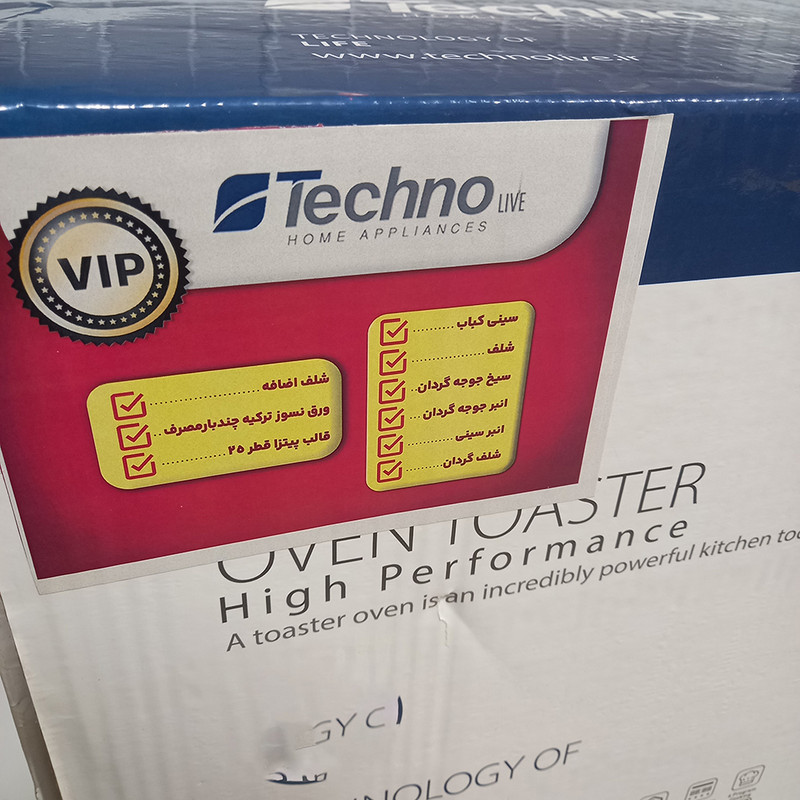 Techno
TECHNOLOGY OF
LIFE
www.technolive.ir
Techno LIVE
HOME APPLIANCES
VIP
سینی کباب
شلف
سیخ جوجه گردان
انبر جوجه گردان
انبر سینی
شلف گردان
شلف اضافه
ورق نسوز ترکیه چندبارمصرف
قالب پیتزا قطر ۲۵
OVEN TOASTER
High Performance
A toaster oven is an incredibly powerful kitchen
OLOGY OF